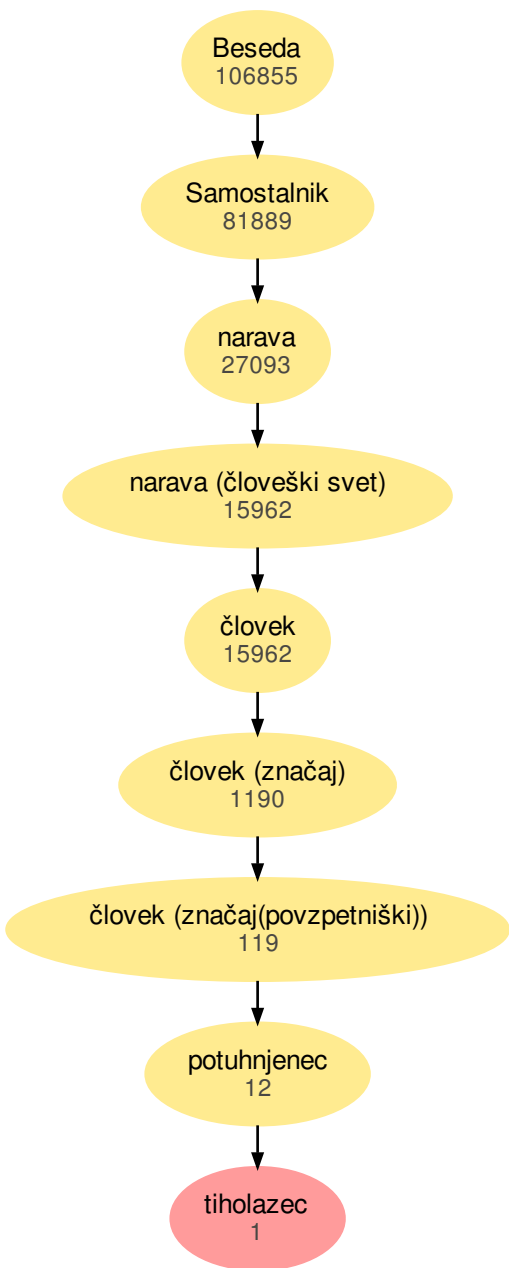 Beseda
106855
Samostalnik
81889
narava
27093
narava (človeški svet)
15962
človek
15962
človek (značaj)
1190
človek (značaj(povzpetniški))
119
potuhnjenec
12
tiholazec
1